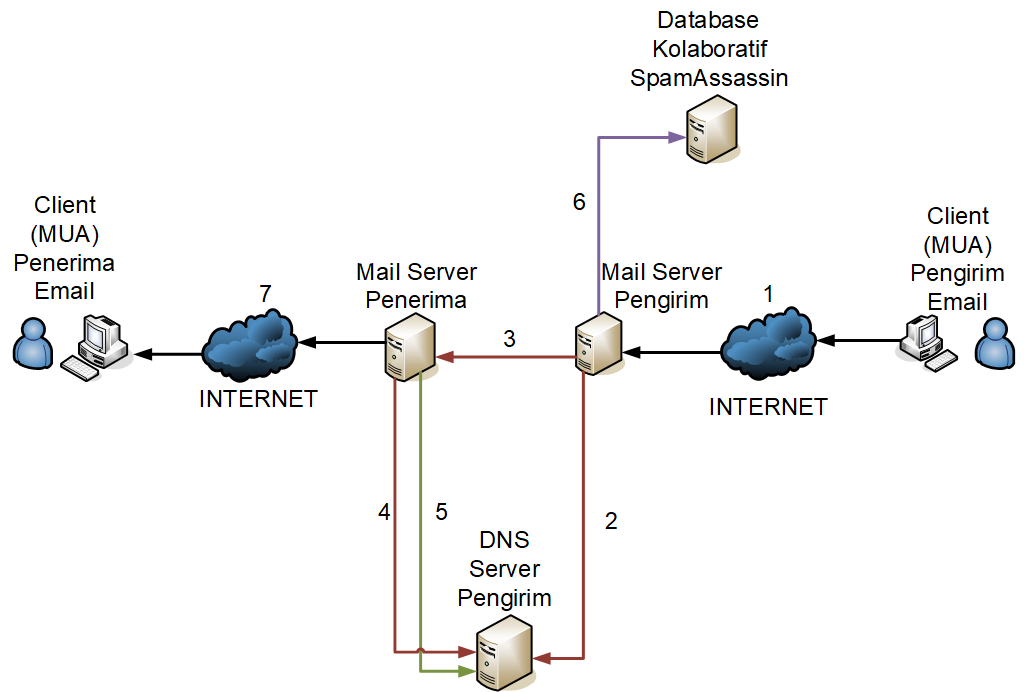 Database
Kolaboratif
SpamAssassin
6
Client
(MUA)
Penerima
Email
7
INTERNET
Mail Server
Penerima
3
Mail Server
Pengirim
1
INTERNET
Client
(MUA)
Pengirim
Email
4
5
2
DNS
Server
Pengirim